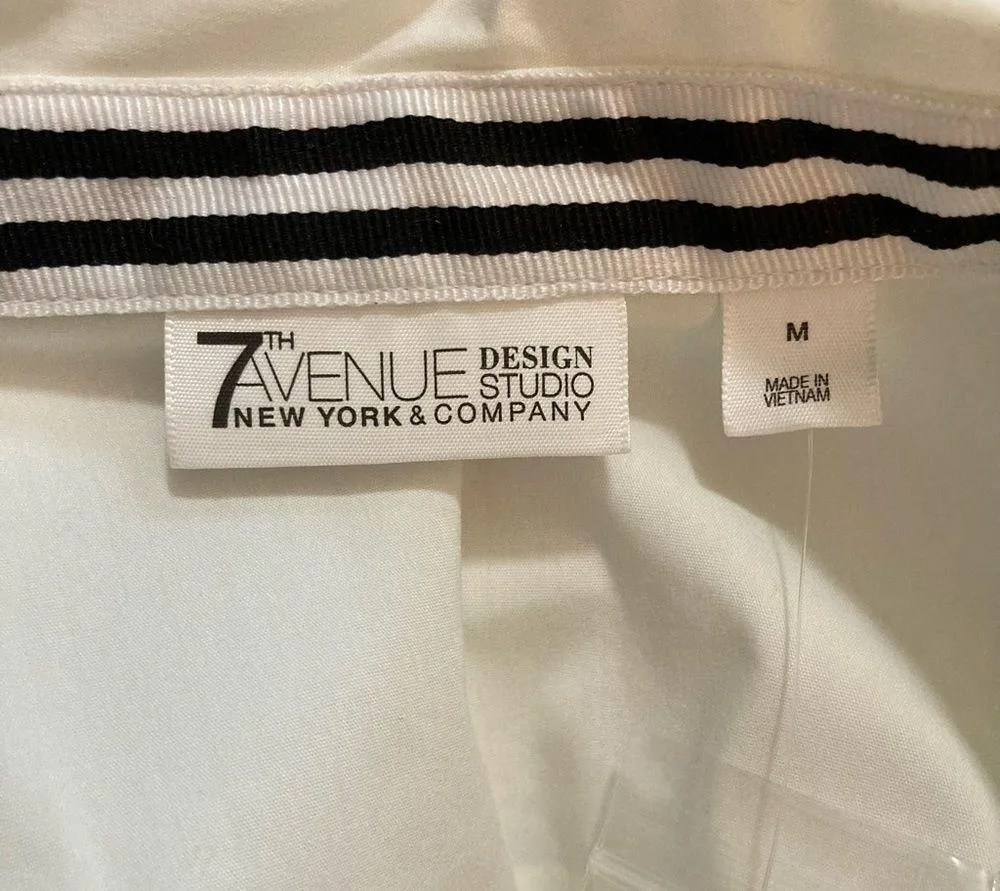 7TH AVENUE DESIGN STUDIO
NEW YORK & COMPANY
M
MADE IN
VIETNAM